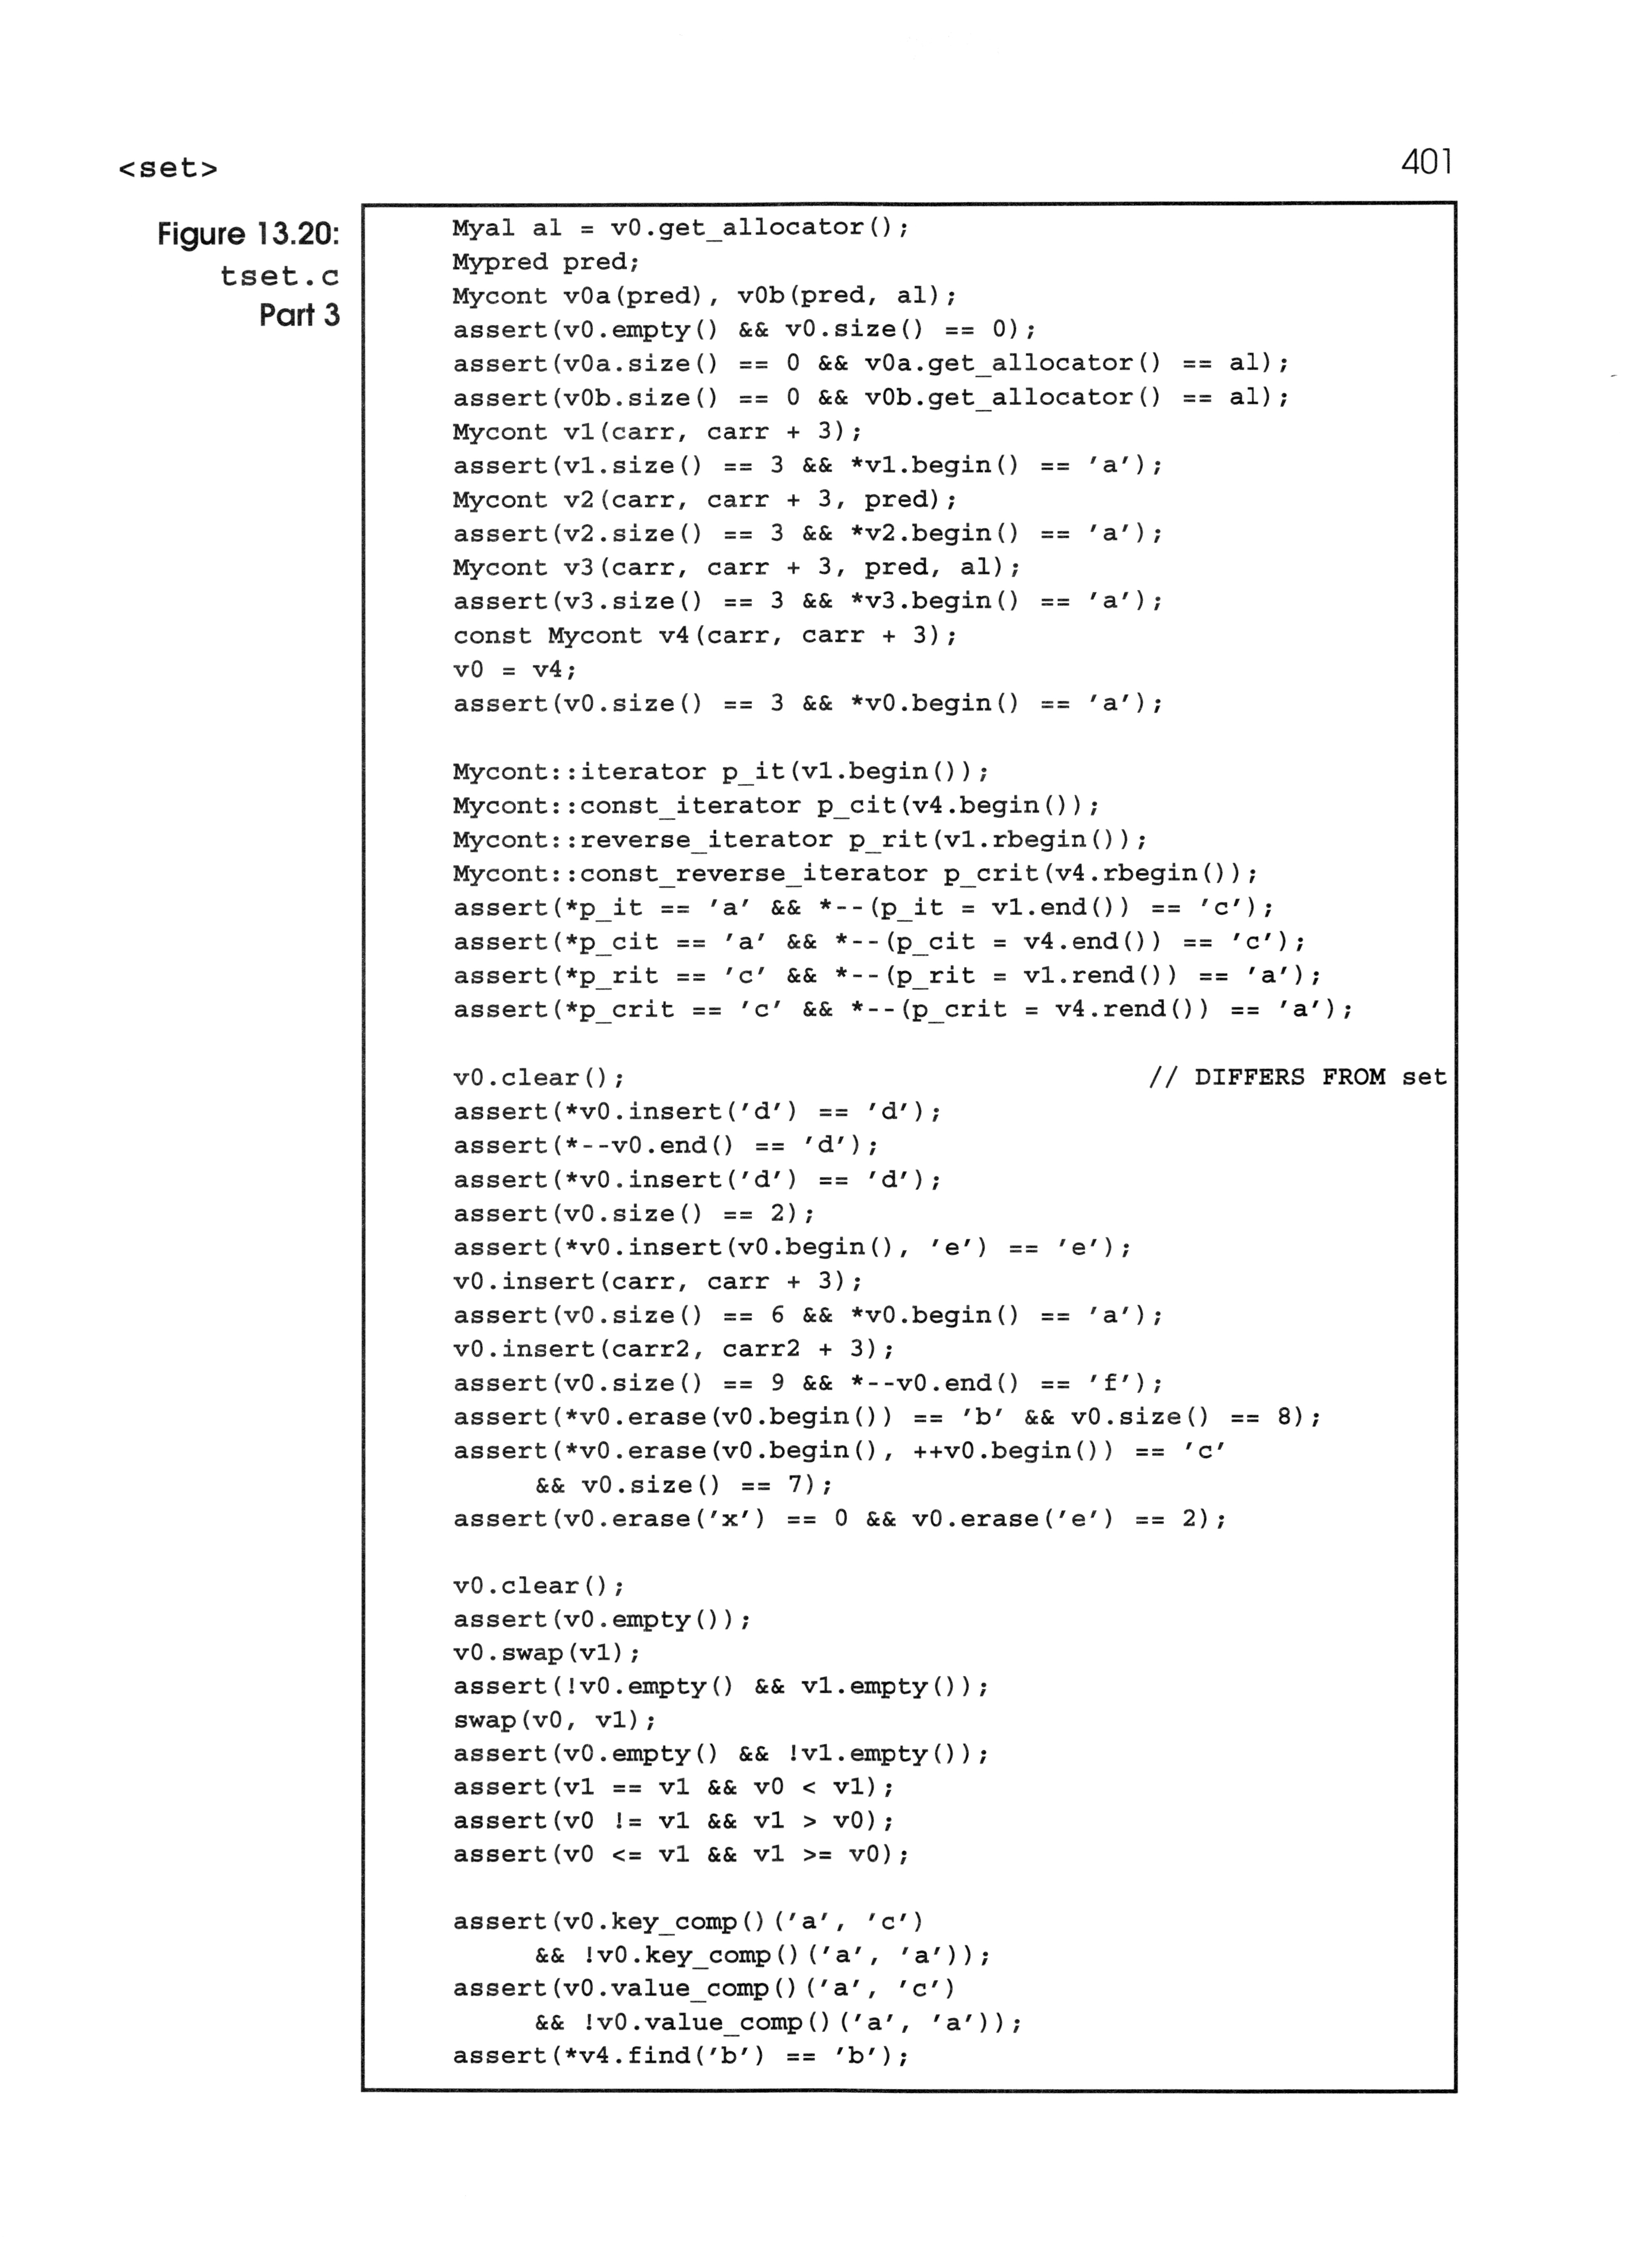 <set>
401
Figure 13.20:
tset.c
Part 3
Myal al = v0.get_allocator();
Mypred pred;
Mycont v0a(pred), v0b(pred, al);
assert(v0.empty() && v0.size() == 0);
assert(v0a.size() == 0 && v0a.get_allocator() == al);
assert(v0b.size() == 0 && v0b.get_allocator() == al);
Mycont v1(carr, carr + 3);
assert(v1.size() == 3 && *v1.begin() == 'a');
Mycont v2(carr, carr + 3, pred);
assert(v2.size() == 3 && *v2.begin() == 'a');
Mycont v3(carr, carr + 3, pred, al);
assert(v3.size() == 3 && *v3.begin() == 'a');
const Mycont v4(carr, carr + 3);
v0 = v4;
assert(v0.size() == 3 && *v0.begin() == 'a');

Mycont::iterator p_it(v1.begin());
Mycont::const_iterator p_cit(v4.begin());
Mycont::reverse_iterator p_rit(v1.rbegin());
Mycont::const_reverse_iterator p_crit(v4.rbegin());
assert(*p_it == 'a' && *--(p_it = v1.end()) == 'c');
assert(*p_cit == 'a' && *--(p_cit = v4.end()) == 'c');
assert(*p_rit == 'c' && *--(p_rit = v1.rend()) == 'a');
assert(*p_crit == 'c' && *--(p_crit = v4.rend()) == 'a');

v0.clear(); // DIFFERS FROM set
assert(*v0.insert('d') == 'd');
assert(*--v0.end() == 'd');
assert(*v0.insert('d') == 'd');
assert(v0.size() == 2);
assert(*v0.insert(v0.begin(), 'e') == 'e');
v0.insert(carr, carr + 3);
assert(v0.size() == 6 && *v0.begin() == 'a');
v0.insert(carr2, carr2 + 3);
assert(v0.size() == 9 && *--v0.end() == 'f');
assert(*v0.erase(v0.begin()) == 'b' && v0.size() == 8);
assert(*v0.erase(v0.begin(), ++v0.begin()) == 'c'
&& v0.size() == 7);
assert(v0.erase('x') == 0 && v0.erase('e') == 2);

v0.clear();
assert(v0.empty());
v0.swap(v1);
assert(!v0.empty() && v1.empty());
swap(v0, v1);
assert(v0.empty() && !v1.empty());
assert(v1 == v1 && v0 < v1);
assert(v0 != v1 && v1 > v0);
assert(v0 <= v1 && v1 >= v0);

assert(v0.key_comp()('a', 'c')
&& !v0.key_comp()('a', 'a'));
assert(v0.value_comp()('a', 'c')
&& !v0.value_comp()('a', 'a'));
assert(*v4.find('b') == 'b');